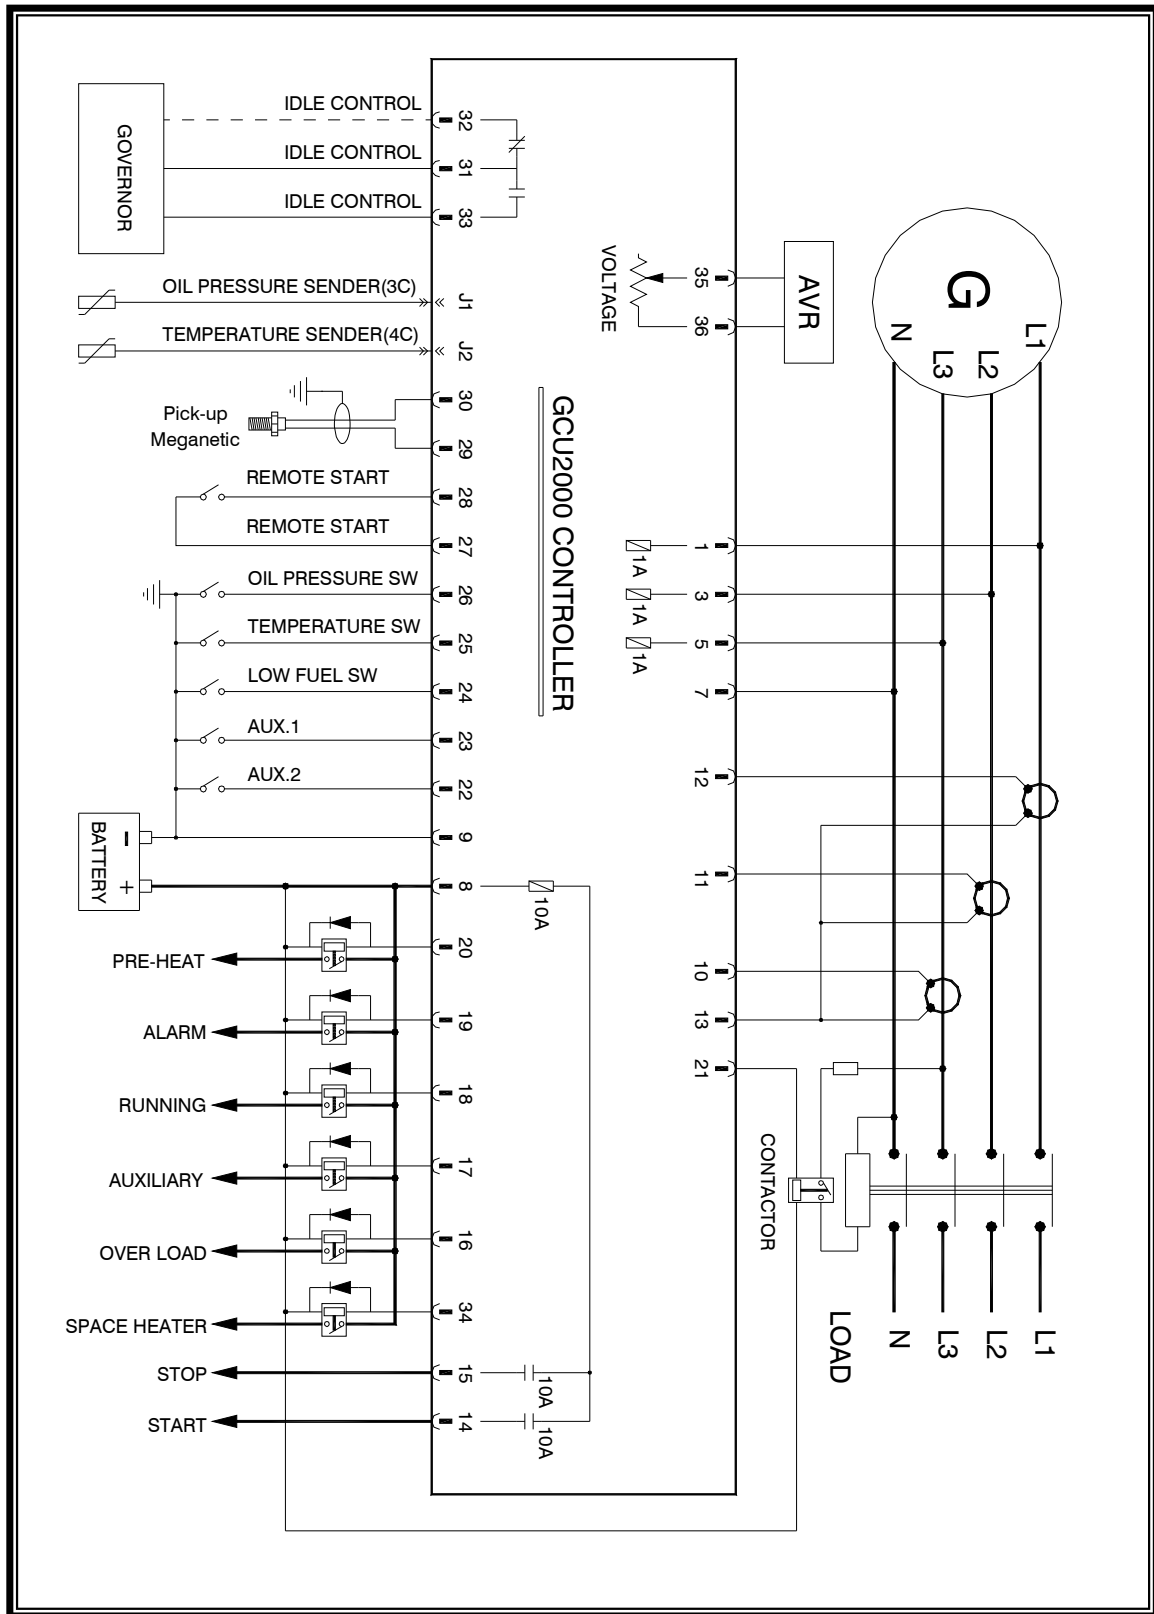 IDLE CONTROL
32
IDLE CONTROL
31
IDLE CONTROL
33
GOVERNOR
OIL PRESSURE SENDER(3C)
J1
TEMPERATURE SENDER(4C)
J2
Pick-up
Meganetic
30
29
REMOTE START
28
REMOTE START
27
OIL PRESSURE SW
26
TEMPERATURE SW
25
LOW FUEL SW
24
AUX.1
23
AUX.2
22
9
BATTERY
-
+
8
10A
PRE-HEAT
20
ALARM
19
RUNNING
18
AUXILIARY
17
OVER LOAD
16
SPACE HEATER
34
STOP
15
10A
START
14
10A
GCU2000 CONTROLLER
VOLTAGE
35
36
AVR
G
N
L3
L2
L1
1
1A
3
1A
5
1A
7
12
11
10
13
21
CONTACTOR
LOAD
N
L3
L2
L1